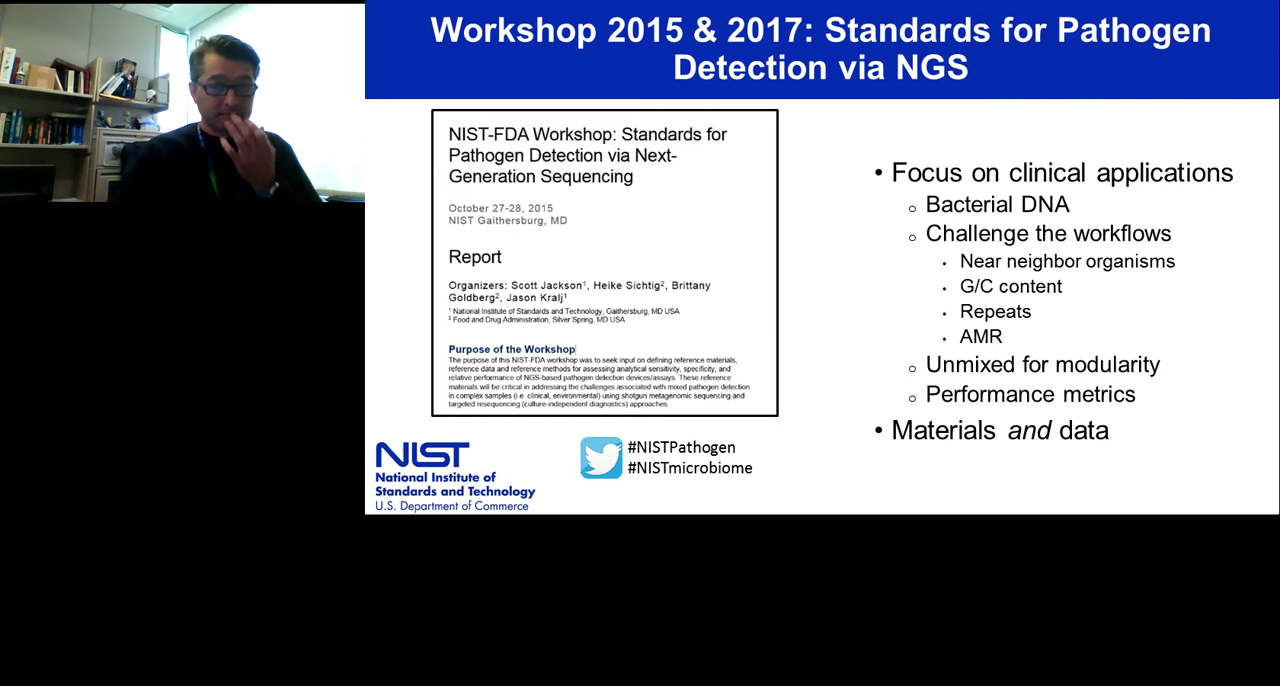 Workshop 2015 & 2017: Standards for Pathogen
Detection via NGS
NIST-FDA Workshop: Standards for
Pathogen Detection via Next-
Generation Sequencing
October 27-28, 2015
NIST Gaithersburg, MD
Report
Organizers: Scott Jackson¹, Heike Sichtig², Brittany
Goldberg², Jason Kralj¹
¹ National Institute of Standards and Technology, Gaithersburg, MD USA
² Food and Drug Administration, Silver Spring, MD USA
Purpose of the Workshop
The purpose of this NIST-FDA workshop was to seek input on defining reference materials,
reference data and reference methods for assessing analytical sensitivity, specificity, and
relative performance of NGS-based pathogen detection devices/assays. These reference
materials will be critical in addressing the challenges associated with mixed pathogen detection
in complex samples (i.e. clinical, environmental) using shotgun metagenomic sequencing and
targeted resequencing (culture-independent diagnostics) approaches.
• Focus on clinical applications
o Bacterial DNA
o Challenge the workflows
• Near neighbor organisms
• G/C content
• Repeats
• AMR
o Unmixed for modularity
o Performance metrics
• Materials and data
NIST
National Institute of
Standards and Technology
U.S. Department of Commerce
#NISTPathogen
#NISTmicrobiome